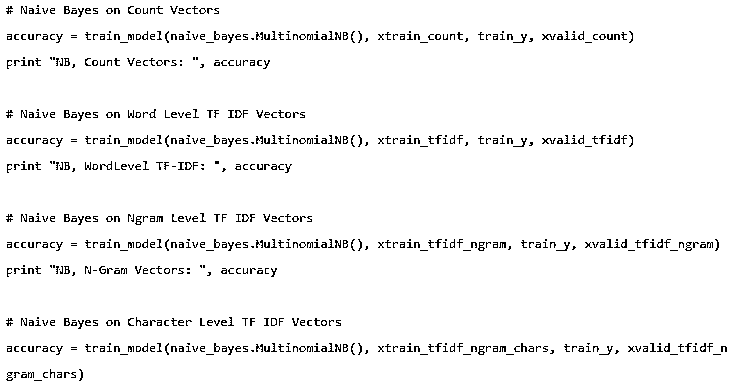 # Naive Bayes on Count Vectors
accuracy = train_model(naive_bayes.MultinomialNB(), xtrain_count, train_y, xvalid_count)
print "NB, Count Vectors: ", accuracy
# Naive Bayes on Word Level TF IDF Vectors
accuracy = train_model(naive_bayes.MultinomialNB(), xtrain_tfidf, train_y, xvalid_tfidf)
print "NB, WordLevel TF-IDF: ", accuracy
# Naive Bayes on Ngram Level TF IDF Vectors
accuracy = train_model(naive_bayes.MultinomialNB(), xtrain_tfidf_ngram, train_y, xvalid_tfidf_ngram)
print "NB, N-Gram Vectors: ", accuracy
# Naive Bayes on Character Level TF IDF Vectors
accuracy = train_model(naive_bayes.MultinomialNB(), xtrain_tfidf_ngram_chars, train_y, xvalid_tfidf_n
gram_chars)